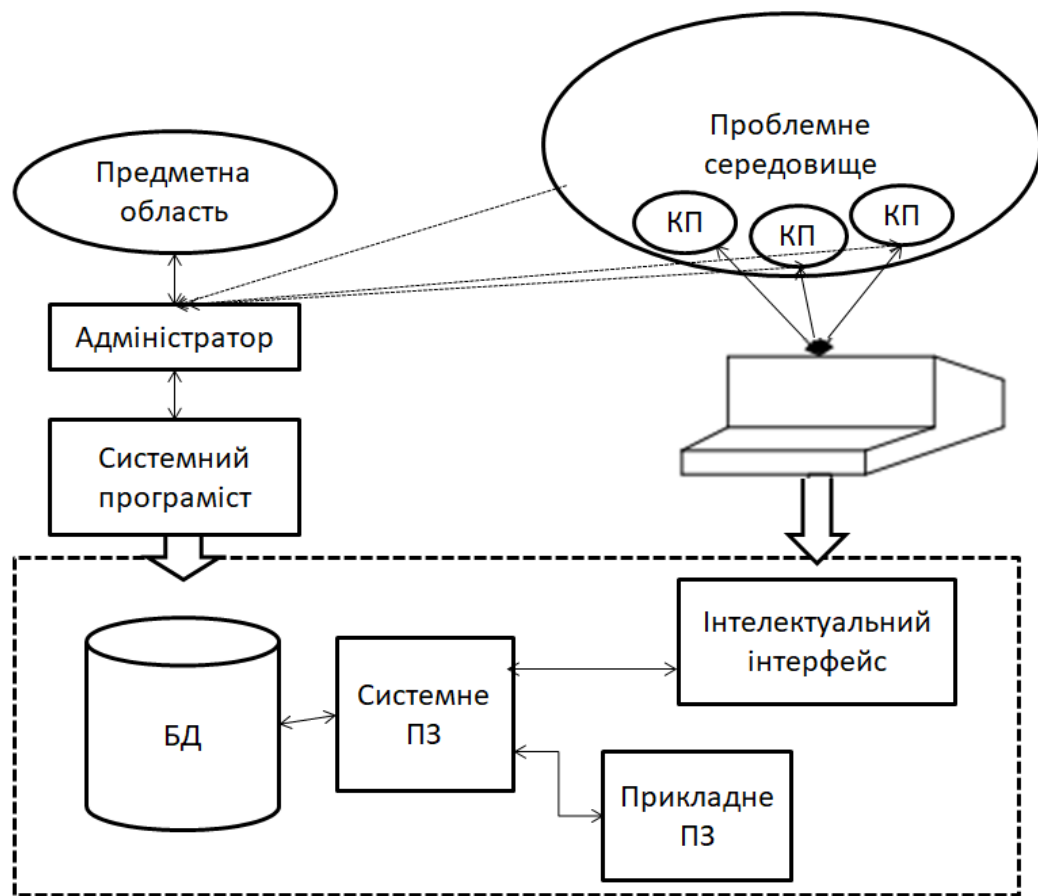 Проблемне
середовище
Предметна
область
КП
КП
КП
Адміністратор
Системний
програміст
Інтелектуальний
інтерфейс
Системне
ПЗ
БД
Прикладне
ПЗ